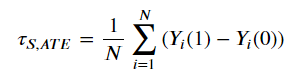 τ_{S,ATE} = \frac{1}{N} \sum_{i=1}^{N} (Y_i(1) − Y_i(0))